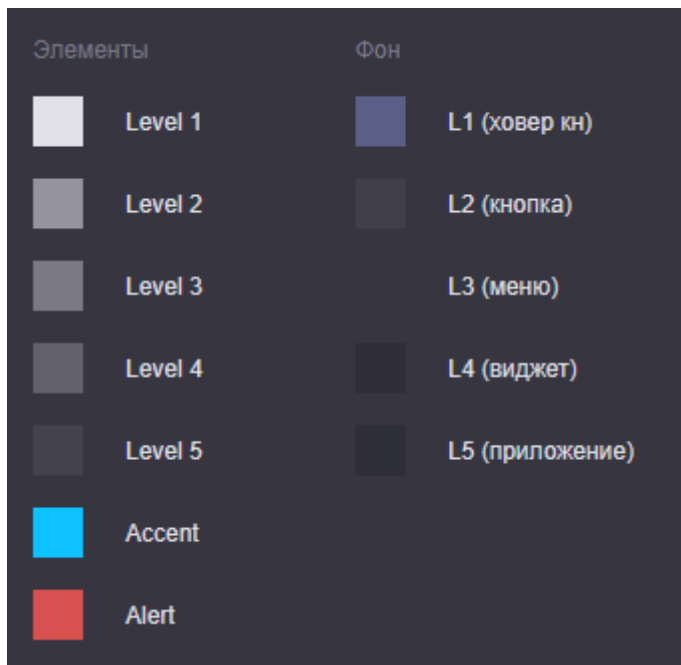 Элементы
Level 1
Level 2
Level 3
Level 4
Level 5
Accent
Alert
Фон
L1 (ховер кн)
L2 (кнопка)
L3 (меню)
L4 (виджет)
L5 (приложение)